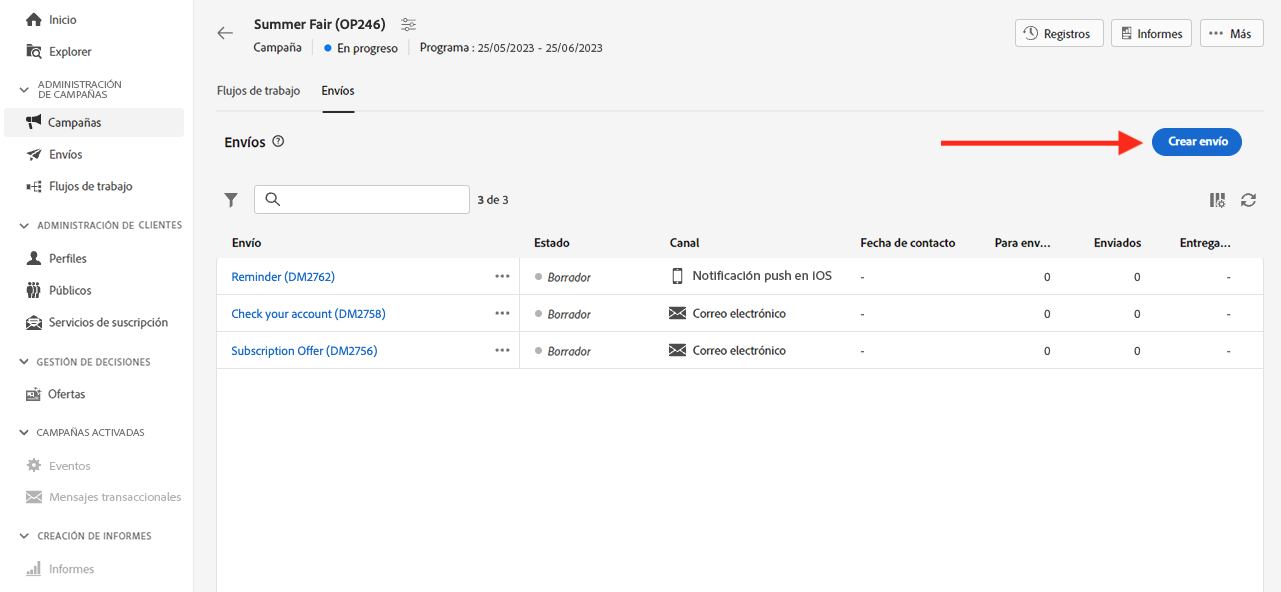 Inicio
Explorer
ADMINISTRACIÓN
DE CAMPAÑAS
Campañas
Envíos
Flujos de trabajo
ADMINISTRACIÓN DE CLIENTES
Perfiles
Públicos
Servicios de suscripción
GESTIÓN DE DECISIONES
Ofertas
CAMPAÑAS ACTIVADAS
Eventos
Mensajes transaccionales
CREACIÓN DE INFORMES
Informes
Summer Fair (OP246)
Campaña En progreso Programa : 25/05/2023 - 25/06/2023
Registros Informes Más
Flujos de trabajo Envíos
Envíos
Crear envío
3 de 3
Envío Estado Canal Fecha de contacto Para env... Enviados Entrega...
Reminder (DM2762) Borrador Notificación push en iOS - 0 0 -
Check your account (DM2758) Borrador Correo electrónico - 0 0 -
Subscription Offer (DM2756) Borrador Correo electrónico - 0 0 -